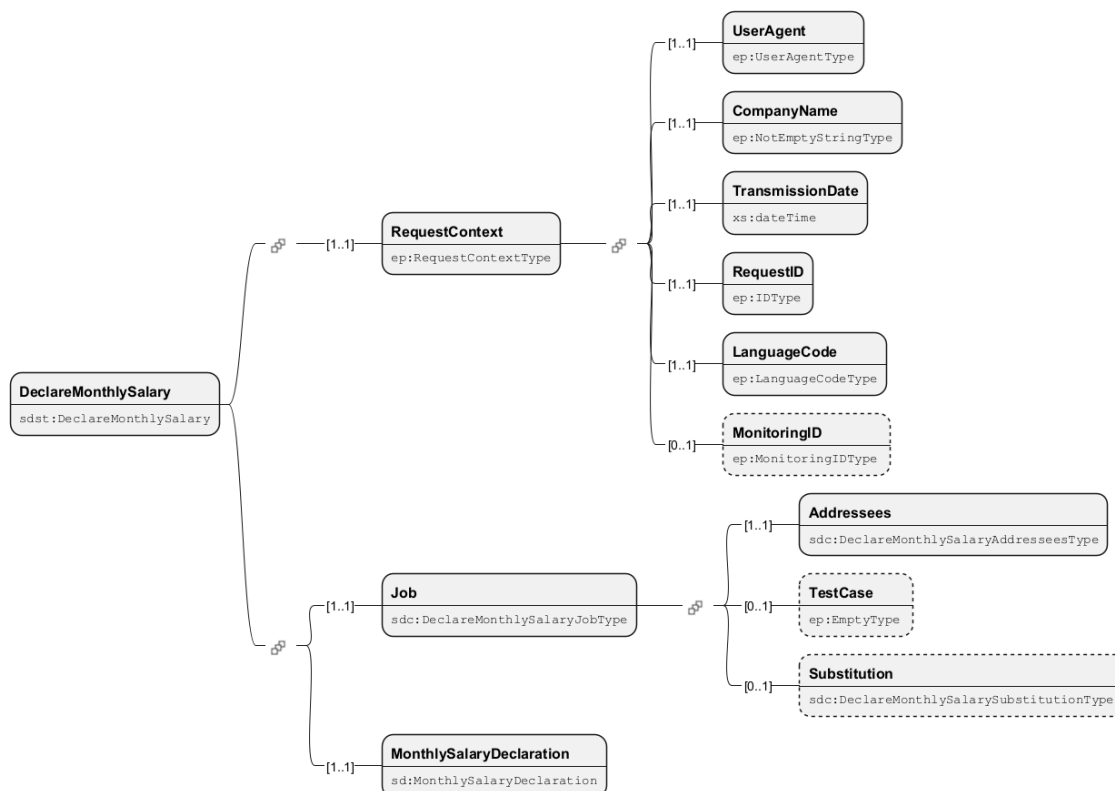 UserAgent
[1..1]
ep:UserAgentType
CompanyName
[1..1]
ep:NotEmptyStringType
TransmissionDate
[1..1]
xs:dateTime
RequestContext
[1..1]
ep:RequestContextType
RequestID
[1..1]
ep:IDType
LanguageCode
[1..1]
ep:LanguageCodeType
DeclareMonthlySalary
sdst:DeclareMonthlySalary
MonitoringID
[0..1]
ep:MonitoringIDType
Addressees
[1..1]
sdc:DeclareMonthlySalaryAddresseesType
Job
[1..1]
sdc:DeclareMonthlySalaryJobType
TestCase
[0..1]
ep:EmptyType
Substitution
[0..1]
sdc:DeclareMonthlySalarySubstitutionType
MonthlySalaryDeclaration
[1..1]
sd:MonthlySalaryDeclaration